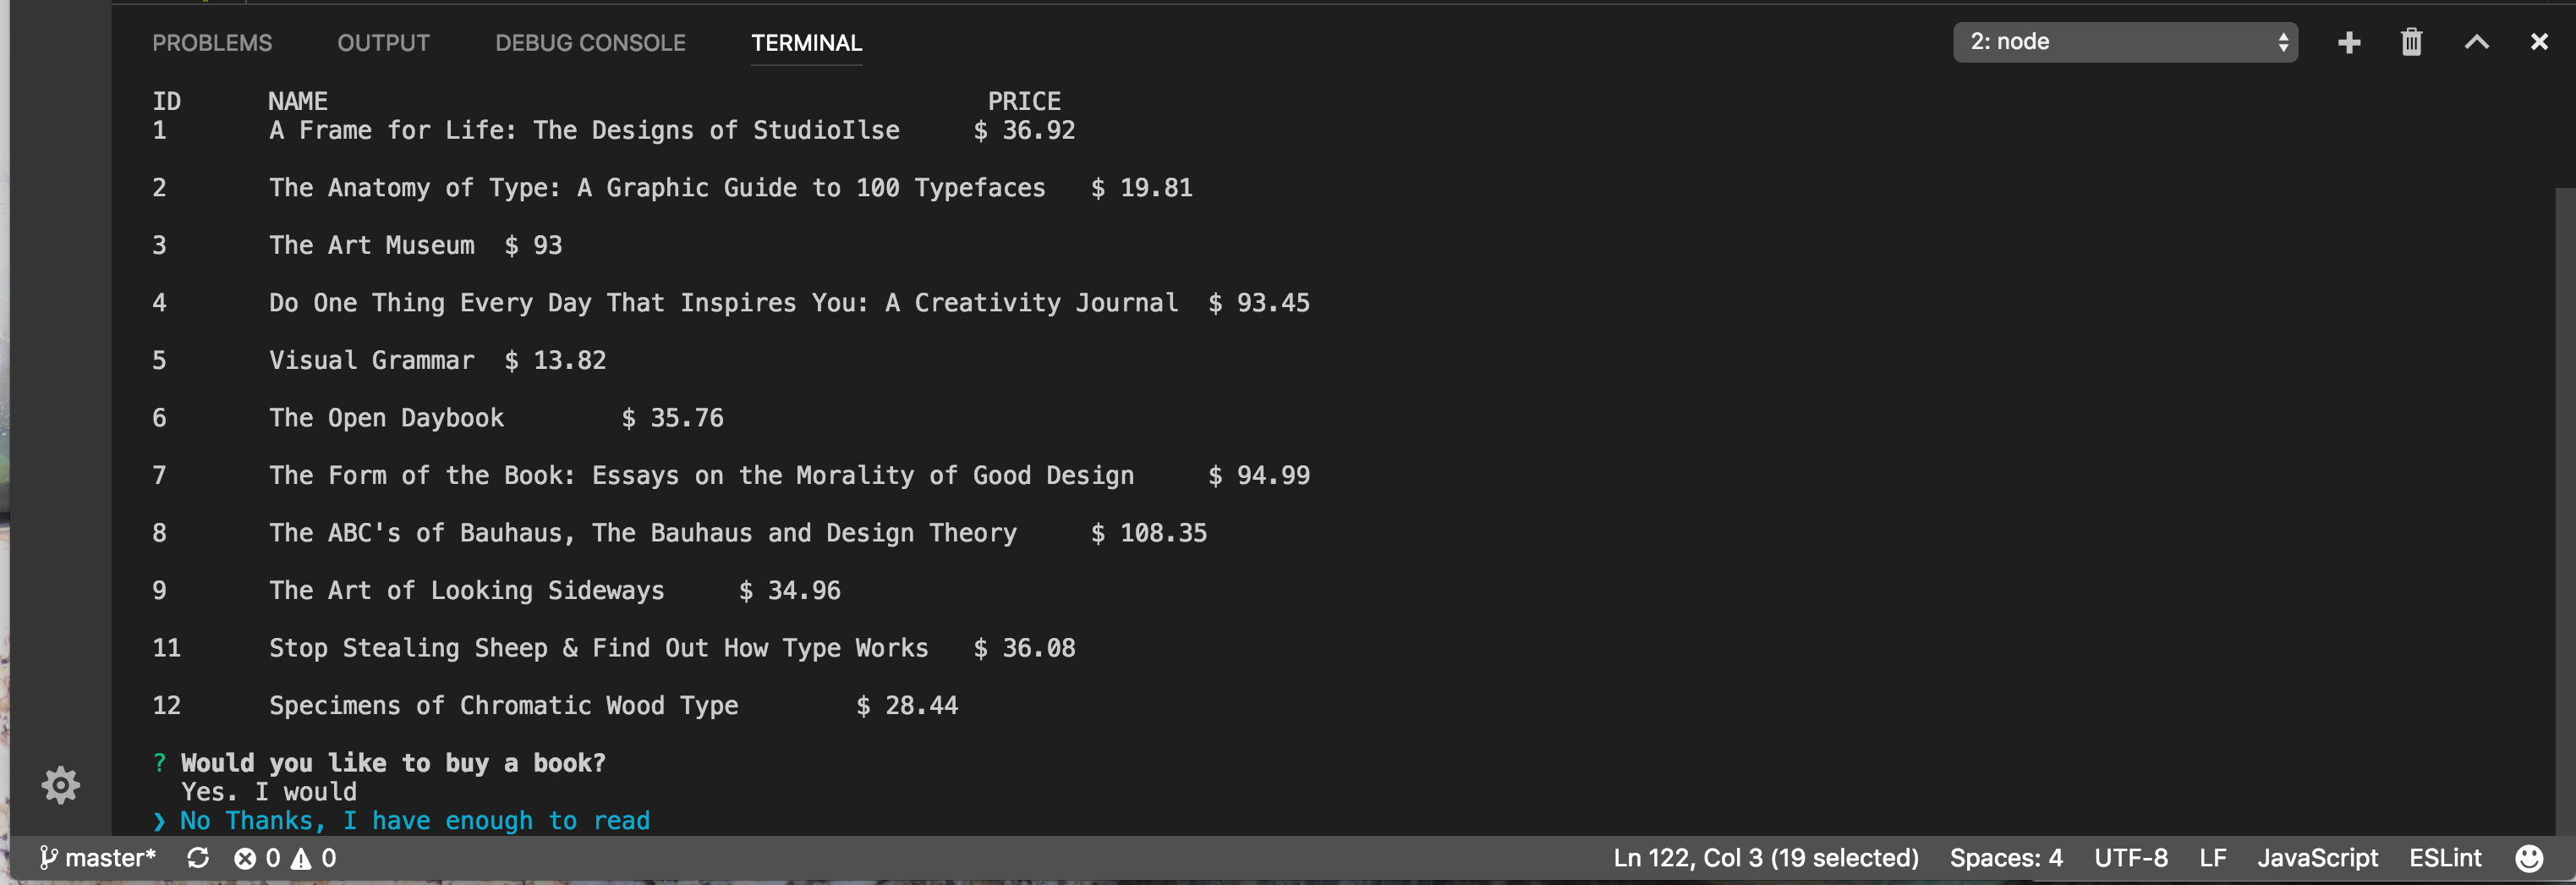 PROBLEMS OUTPUT DEBUG CONSOLE TERMINAL 2: node
ID NAME PRICE
1 A Frame for Life: The Designs of StudioIlse $ 36.92
2 The Anatomy of Type: A Graphic Guide to 100 Typefaces $ 19.81
3 The Art Museum $ 93
4 Do One Thing Every Day That Inspires You: A Creativity Journal $ 93.45
5 Visual Grammar $ 13.82
6 The Open Daybook $ 35.76
7 The Form of the Book: Essays on the Morality of Good Design $ 94.99
8 The ABC's of Bauhaus, The Bauhaus and Design Theory $ 108.35
9 The Art of Looking Sideways $ 34.96
11 Stop Stealing Sheep & Find Out How Type Works $ 36.08
12 Specimens of Chromatic Wood Type $ 28.44
? Would you like to buy a book?
Yes. I would
❯ No Thanks, I have enough to read
master* 0 0 Ln 122, Col 3 (19 selected) Spaces: 4 UTF-8 LF JavaScript ESLint